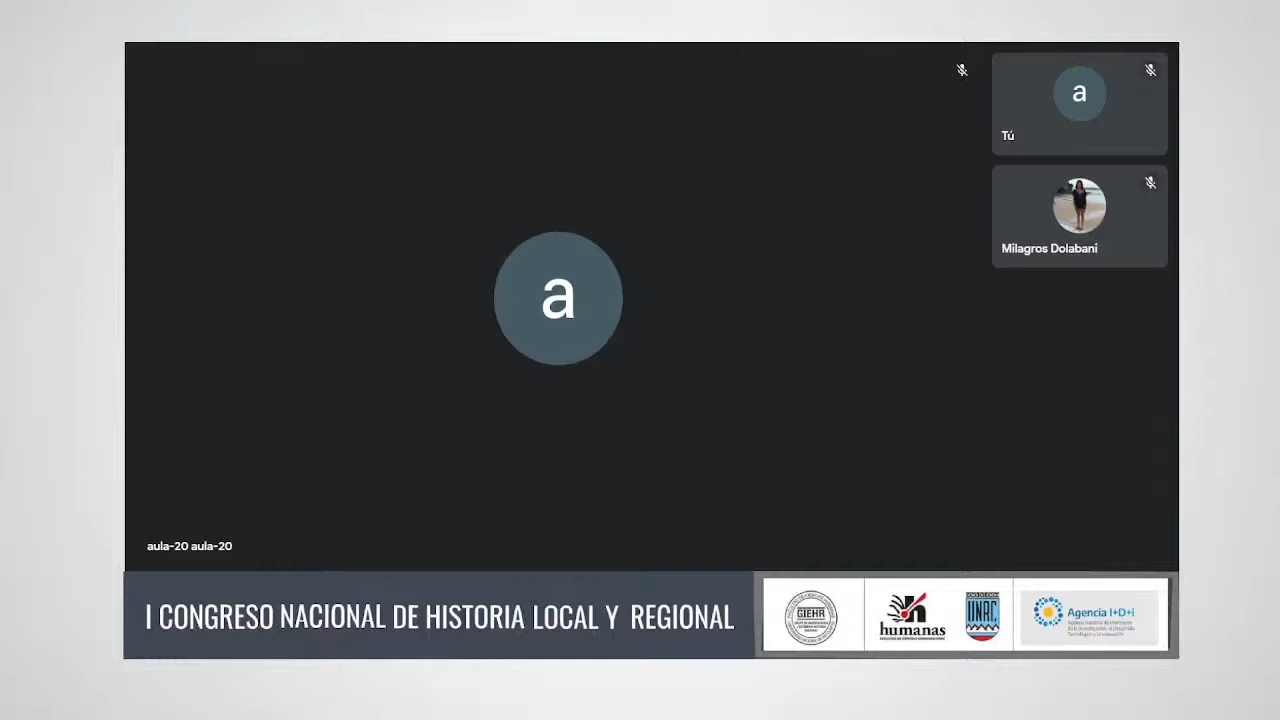 a
Tú
Milagros Dolabani
a
aula-20 aula-20
I CONGRESO NACIONAL DE HISTORIA LOCAL Y REGIONAL
GIEHR
humanas
UNRC
Agencia I+D+i